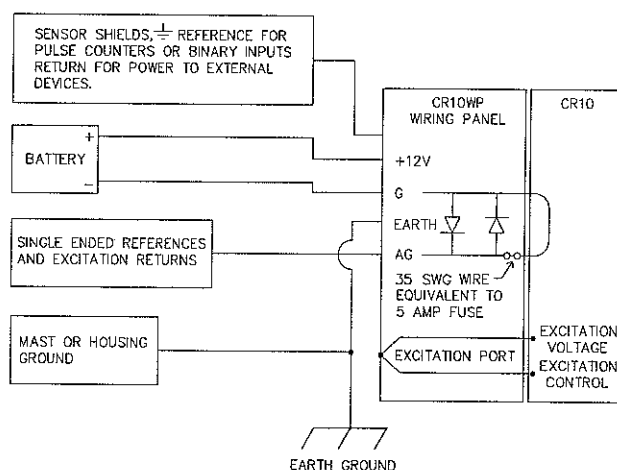 SENSOR SHIELDS, ⏚ REFERENCE FOR
PULSE COUNTERS OR BINARY INPUTS
RETURN FOR POWER TO EXTERNAL
DEVICES.
CR10WP
WIRING PANEL
CR10
+
BATTERY
−
+12V
G
EARTH
AG
SINGLE ENDED REFERENCES
AND EXCITATION RETURNS
35 SWG WIRE
EQUIVALENT TO
5 AMP FUSE
MAST OR HOUSING
GROUND
EXCITATION PORT
EXCITATION
VOLTAGE
EXCITATION
CONTROL
EARTH GROUND